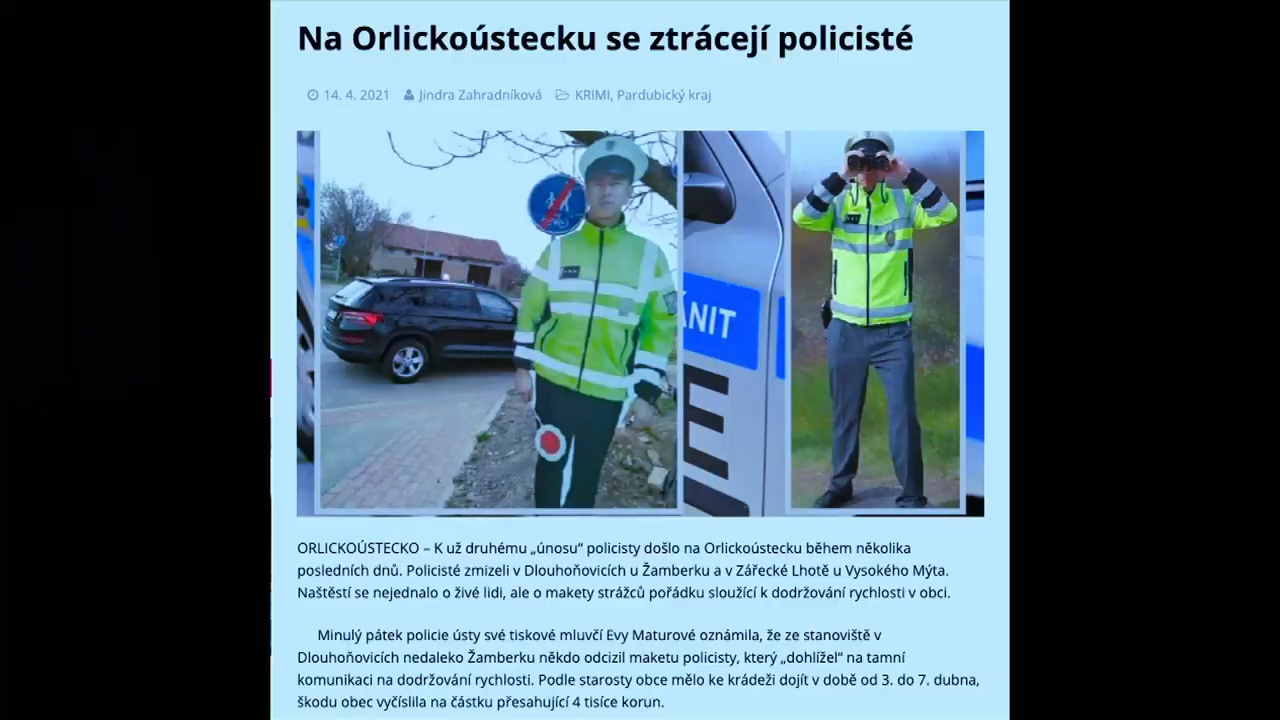 Na Orlickoústecku se ztrácejí policisté
14. 4. 2021 Jindra Zahradníková KRIMI, Pardubický kraj
ÁNIT
E
ORLICKOÚSTECKO – K už druhému „únosu“ policisty došlo na Orlickoústecku během několika
posledních dnů. Policisté zmizeli v Dlouhoňovicích u Žamberku a v Zářecké Lhotě u Vysokého Mýta.
Naštěstí se nejednalo o živé lidi, ale o makety strážců pořádku sloužící k dodržování rychlosti v obci.
Minulý pátek policie ústy své tiskové mluvčí Evy Maturové oznámila, že ze stanoviště v
Dlouhoňovicích nedaleko Žamberku někdo odcizil maketu policisty, který „dohlížel“ na tamní
komunikaci na dodržování rychlosti. Podle starosty obce mělo ke krádeži dojít v době od 3. do 7. dubna,
škodu obec vyčíslila na částku přesahující 4 tisíce korun.